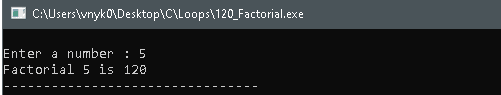 C:\Users\vnyk0\Desktop\C\Loops\120_Factorial.exe
Enter a number : 5
Factorial 5 is 120
--------------------------------